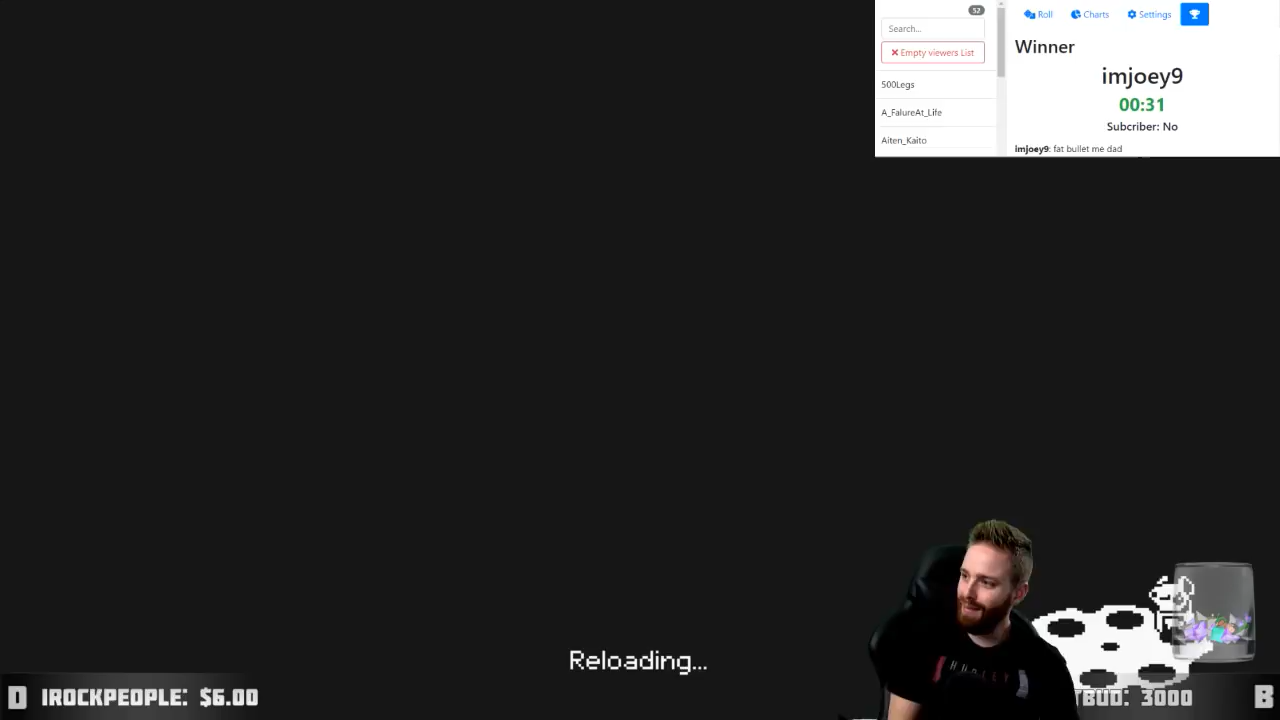 52
Search...
Empty viewers List
500Legs
A_FalureAt_Life
Aiten_Kaito
Roll
Charts
Settings
Winner
imjoey9
00:31
Subcriber: No
imjoey9: fat bullet me dad
Reloading...
HURLEY
D IROCKPEOPLE: $6.00
TBUD: 3000 B